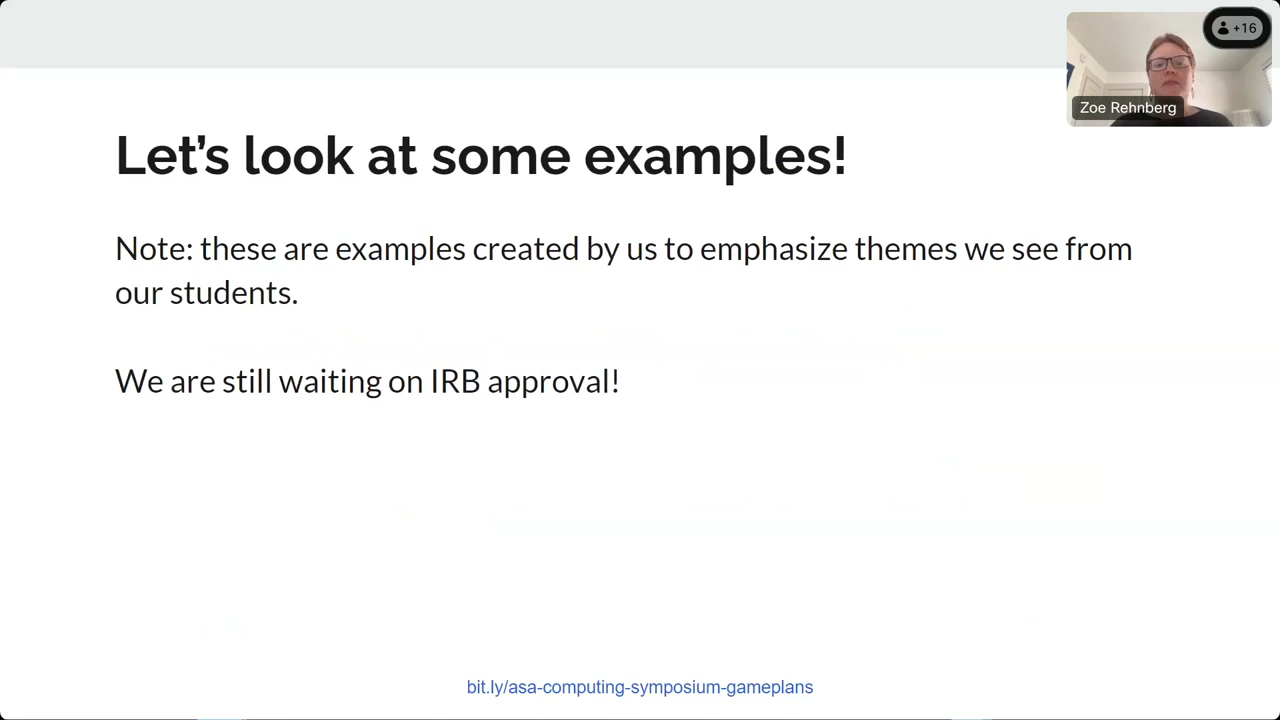 +16
Zoe Rehnberg
Let's look at some examples!
Note: these are examples created by us to emphasize themes we see from
our students.
We are still waiting on IRB approval!
bit.ly/asa-computing-symposium-gameplans